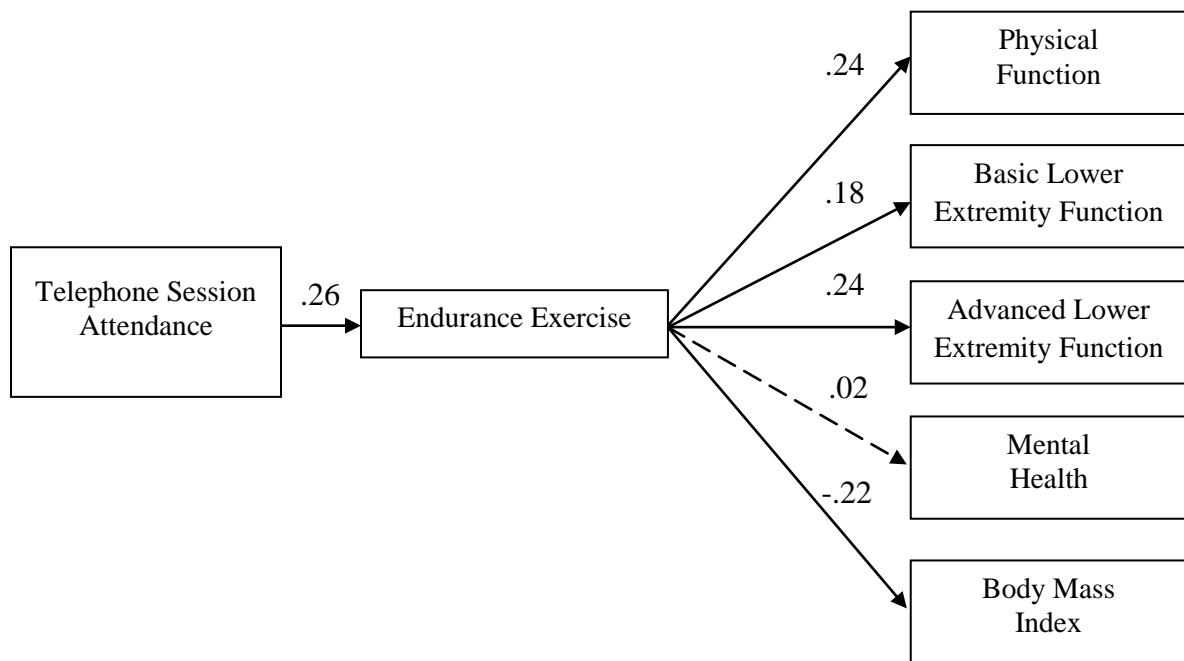 Physical
Function
.24
Basic Lower
Extremity Function
.18
Telephone Session
Attendance
.26
Endurance Exercise
.24
Advanced Lower
Extremity Function
.02
Mental
Health
-.22
Body Mass
Index